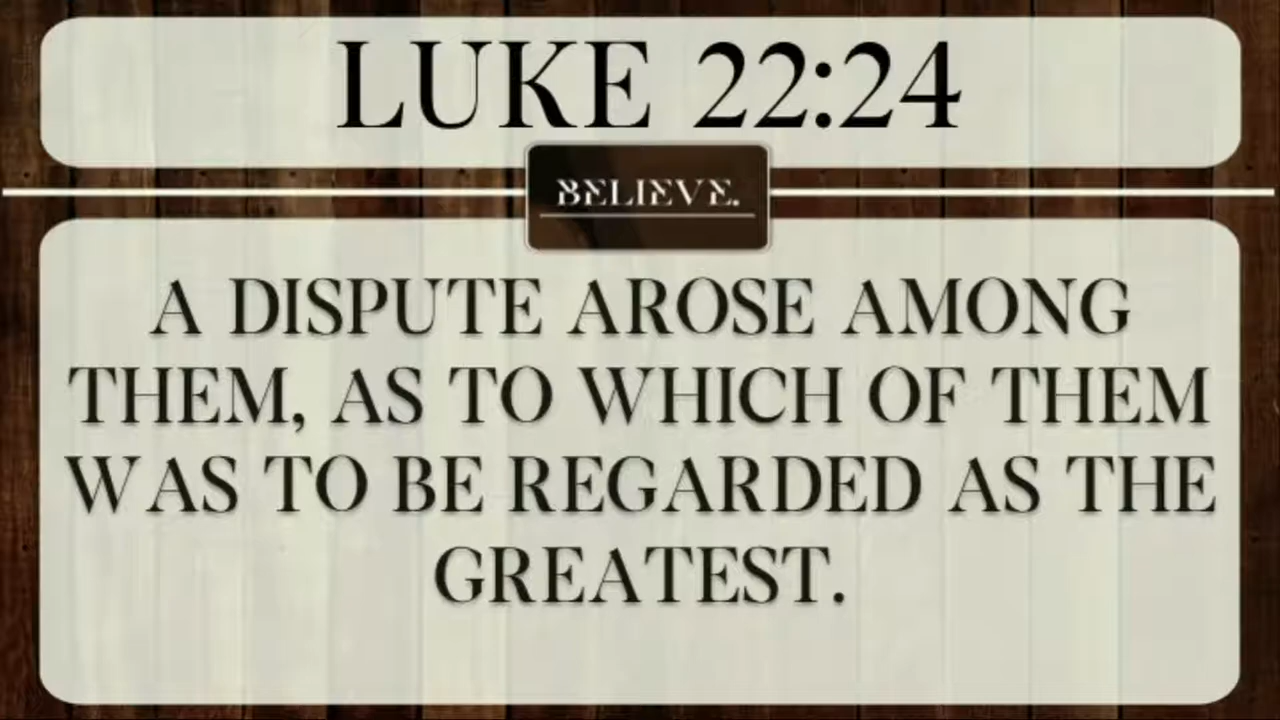 LUKE 22:24
BELIEVE.
A DISPUTE AROSE AMONG
THEM, AS TO WHICH OF THEM
WAS TO BE REGARDED AS THE
GREATEST.